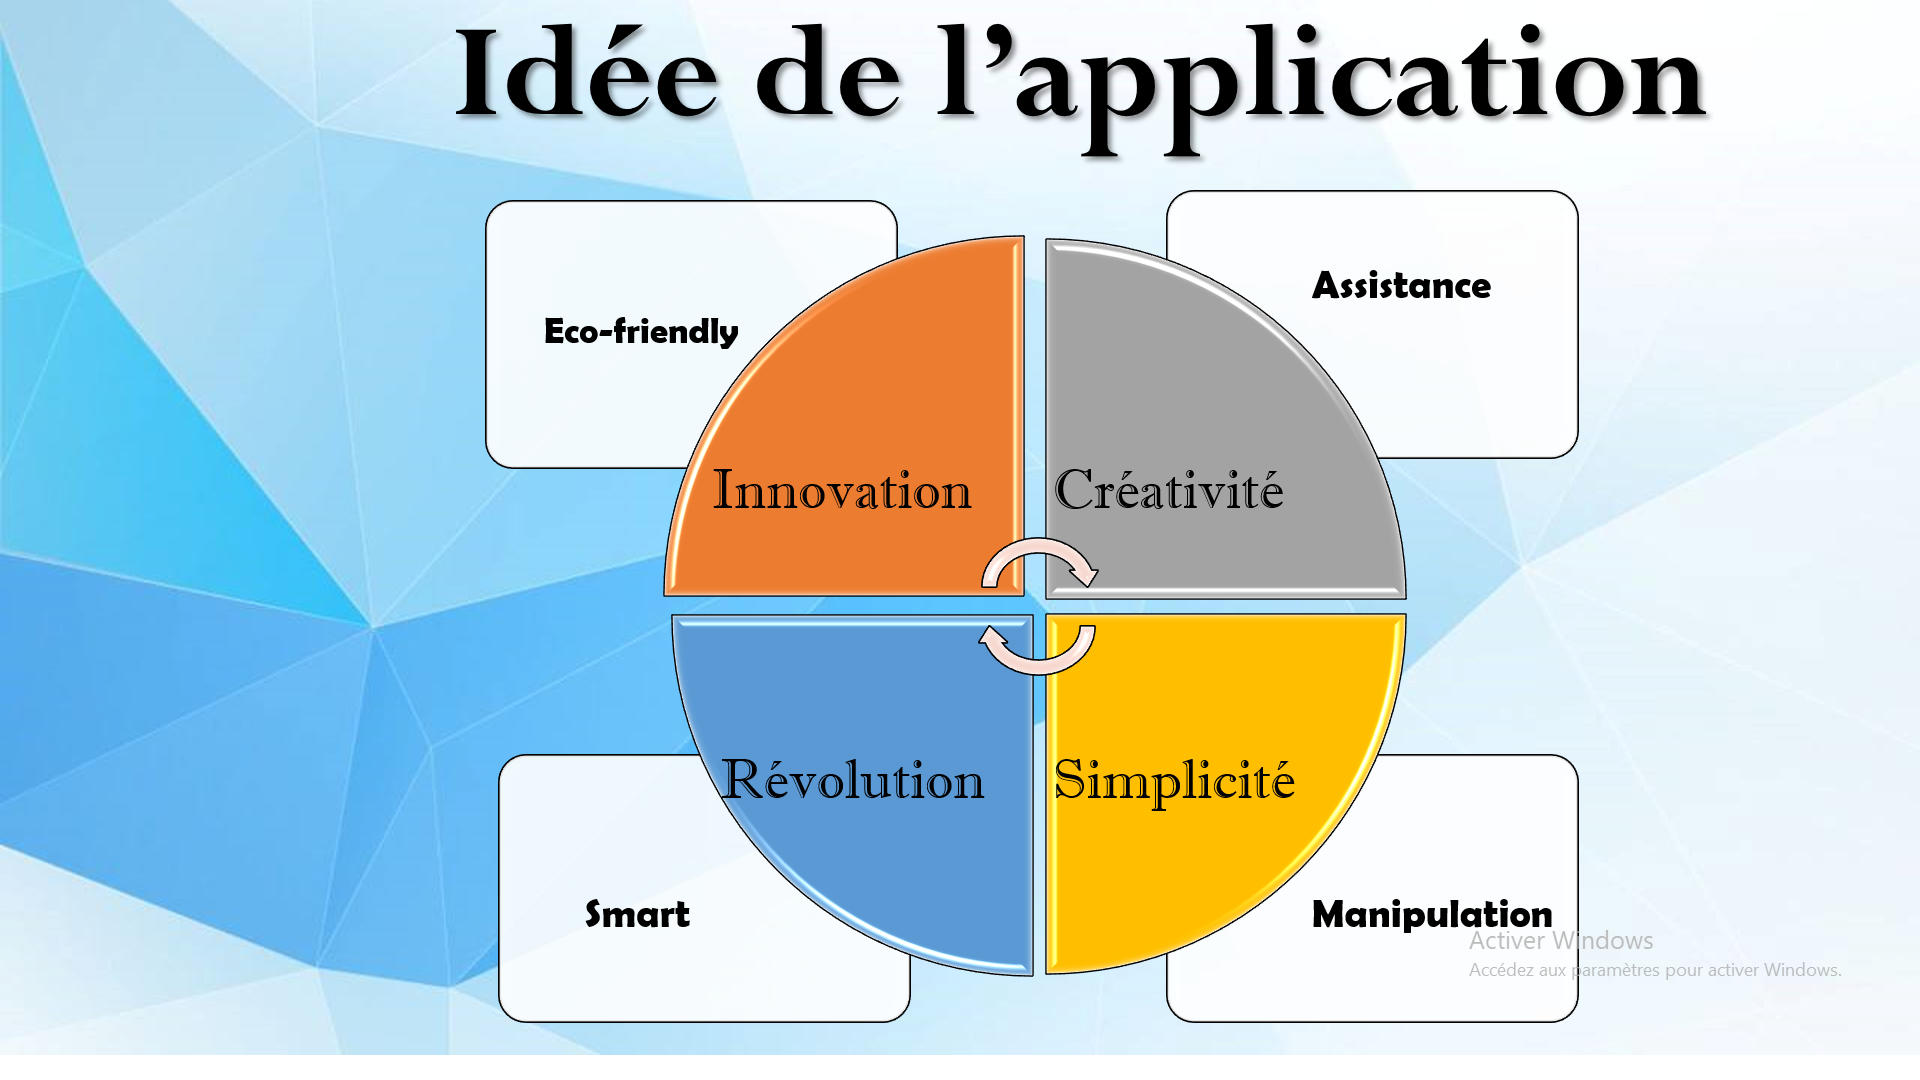 Idée de l’application
Eco-friendly
Assistance
Innovation
Créativité
Révolution
Simplicité
Smart
Manipulation
Activer Windows
Accédez aux paramètres pour activer Windows.